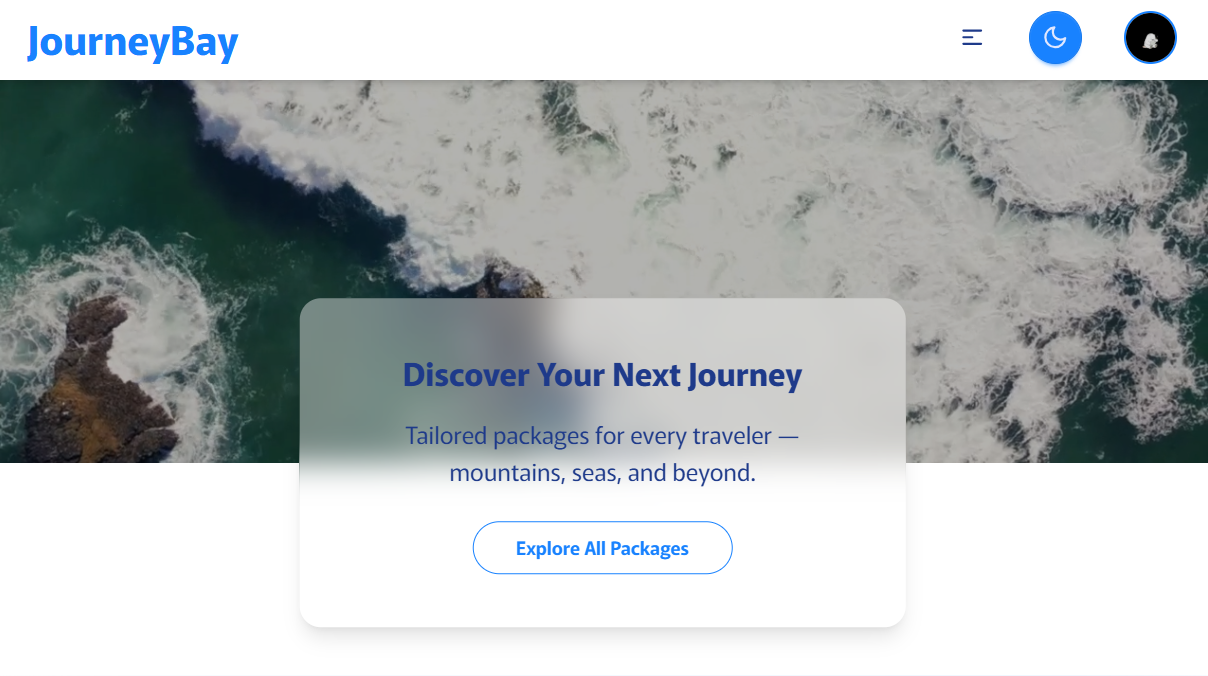 JourneyBay
Discover Your Next Journey
Tailored packages for every traveler —
mountains, seas, and beyond.
Explore All Packages